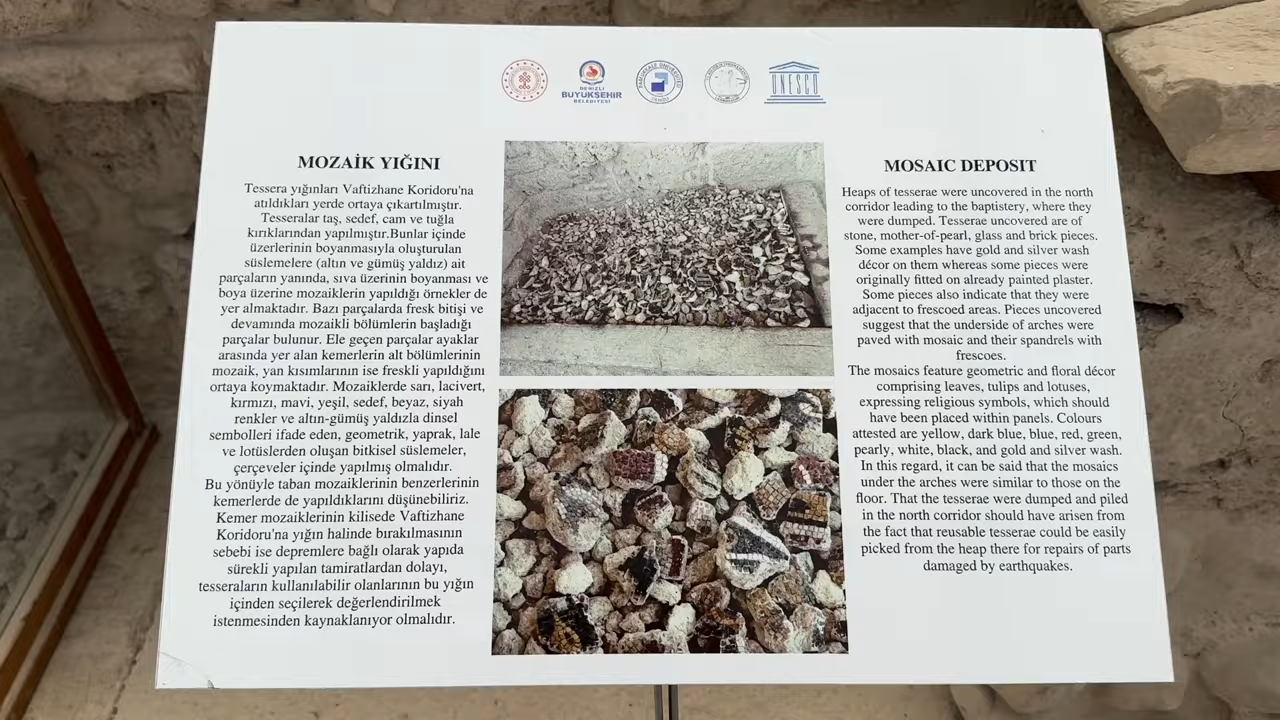 DENİZLİ
BÜYÜKŞEHİR
BELEDİYESİ
UNESCO
MOZAİK YIĞINI
Tessera yığınları Vaftizhane Koridoru'na
atıldıkları yerde ortaya çıkartılmıştır.
Tesseralar taş, sedef, cam ve tuğla
kırıklarından yapılmıştır.Bunlar içinde
üzerlerinin boyanmasıyla oluşturulan
süslemelere (altın ve gümüş yaldız) ait
parçaların yanında, sıva üzerinin boyanması ve
boya üzerine mozaiklerin yapıldığı örnekler de
yer almaktadır. Bazı parçalarda fresk bitişi ve
devamında mozaikli bölümlerin başladığı
parçalar bulunur. Ele geçen parçalar ayaklar
arasında yer alan kemerlerin alt bölümlerinin
mozaik, yan kısımlarının ise freskli yapıldığını
ortaya koymaktadır. Mozaiklerde sarı, lacivert,
kırmızı, mavi, yeşil, sedef, beyaz, siyah
renkler ve altın-gümüş yaldızla dinsel
sembolleri ifade eden, geometrik, yaprak, lale
ve lotüslerden oluşan bitkisel süslemeler,
çerçeveler içinde yapılmış olmalıdır.
Bu yönüyle taban mozaiklerinin benzerlerinin
kemerlerde de yapıldıklarını düşünebiliriz.
Kemer mozaiklerinin kilisede Vaftizhane
Koridoru'na yığın halinde bırakılmasının
sebebi ise depremlere bağlı olarak yapıda
sürekli yapılan tamiratlardan dolayı,
tesseraların kullanılabilir olanlarının bu yığın
içinden seçilerek değerlendirilmek
istenmesinden kaynaklanıyor olmalıdır.
MOSAIC DEPOSIT
Heaps of tesserae were uncovered in the north
corridor leading to the baptistery, where they
were dumped. Tesserae uncovered are of
stone, mother-of-pearl, glass and brick pieces.
Some examples have gold and silver wash
décor on them whereas some pieces were
originally fitted on already painted plaster.
Some pieces also indicate that they were
adjacent to frescoed areas. Pieces uncovered
suggest that the underside of arches were
paved with mosaic and their spandrels with
frescoes.
The mosaics feature geometric and floral décor
comprising leaves, tulips and lotuses,
expressing religious symbols, which should
have been placed within panels. Colours
attested are yellow, dark blue, blue, red, green,
pearly, white, black, and gold and silver wash.
In this regard, it can be said that the mosaics
under the arches were similar to those on the
floor. That the tesserae were dumped and piled
in the north corridor should have arisen from
the fact that reusable tesserae could be easily
picked from the heap there for repairs of parts
damaged by earthquakes.